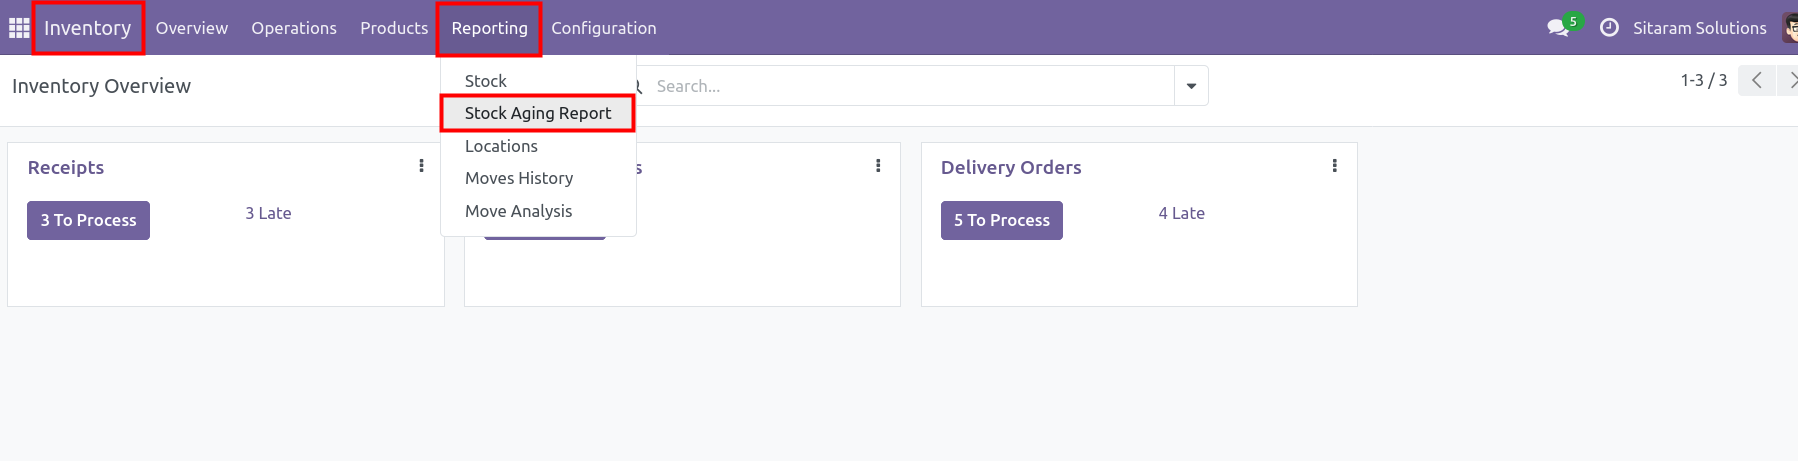 Inventory Overview Operations Products Reporting Configuration 5 Sitaram Solutions
Inventory Overview Search... 1-3 / 3
Stock
Stock Aging Report
Locations
Moves History
Move Analysis
Receipts
3 To Process 3 Late
Delivery Orders
5 To Process 4 Late